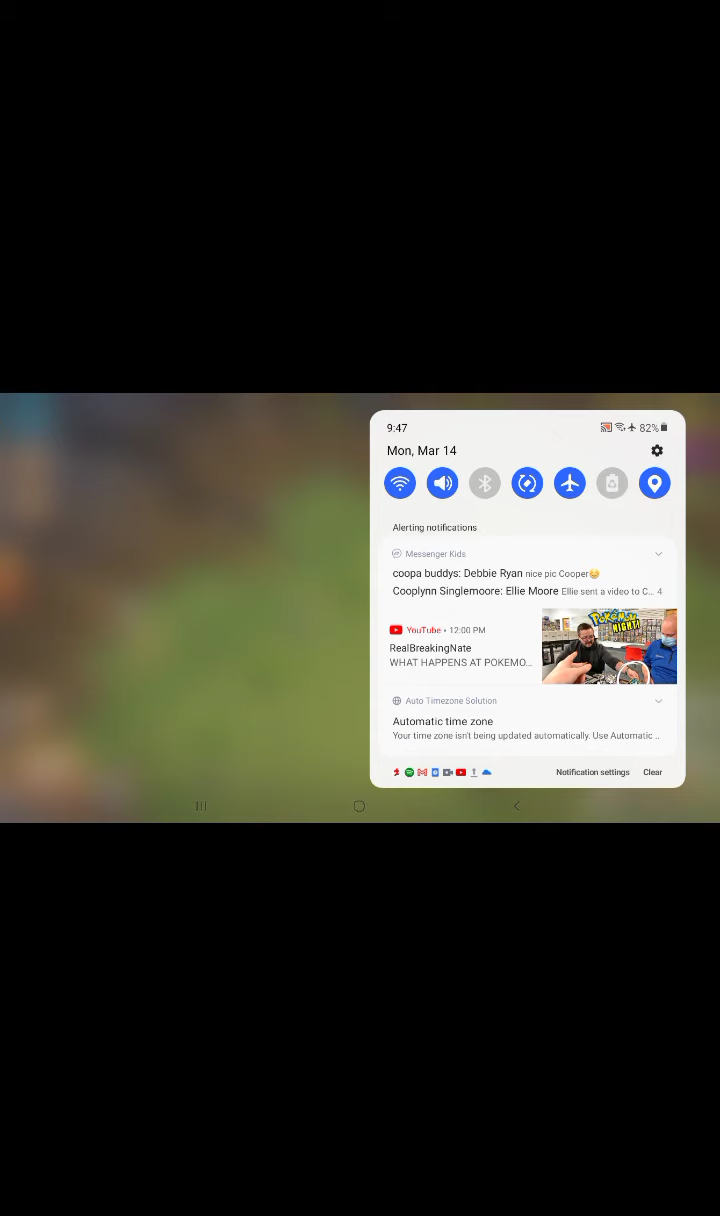 9:47
82%
Mon, Mar 14
Alerting notifications
Messenger Kids
coopa buddys: Debbie Ryan nice pic Cooper😊
Cooplynn Singlemoore: Ellie Moore Ellie sent a video to C... 4
YouTube • 12:00 PM
RealBreakingNate
WHAT HAPPENS AT POKEMO...
POKéMON
NIGHT!
Auto Timezone Solution
Automatic time zone
Your time zone isn't being updated automatically. Use Automatic ..
Notification settings
Clear